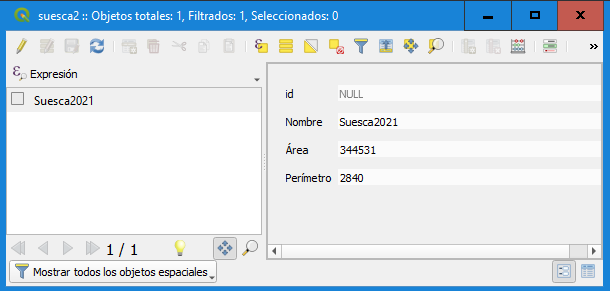 suesca2 :: Objetos totales: 1, Filtrados: 1, Seleccionados: 0
Expresión
Suesca2021
id NULL
Nombre Suesca2021
Área 344531
Perímetro 2840
1 / 1
Mostrar todos los objetos espaciales